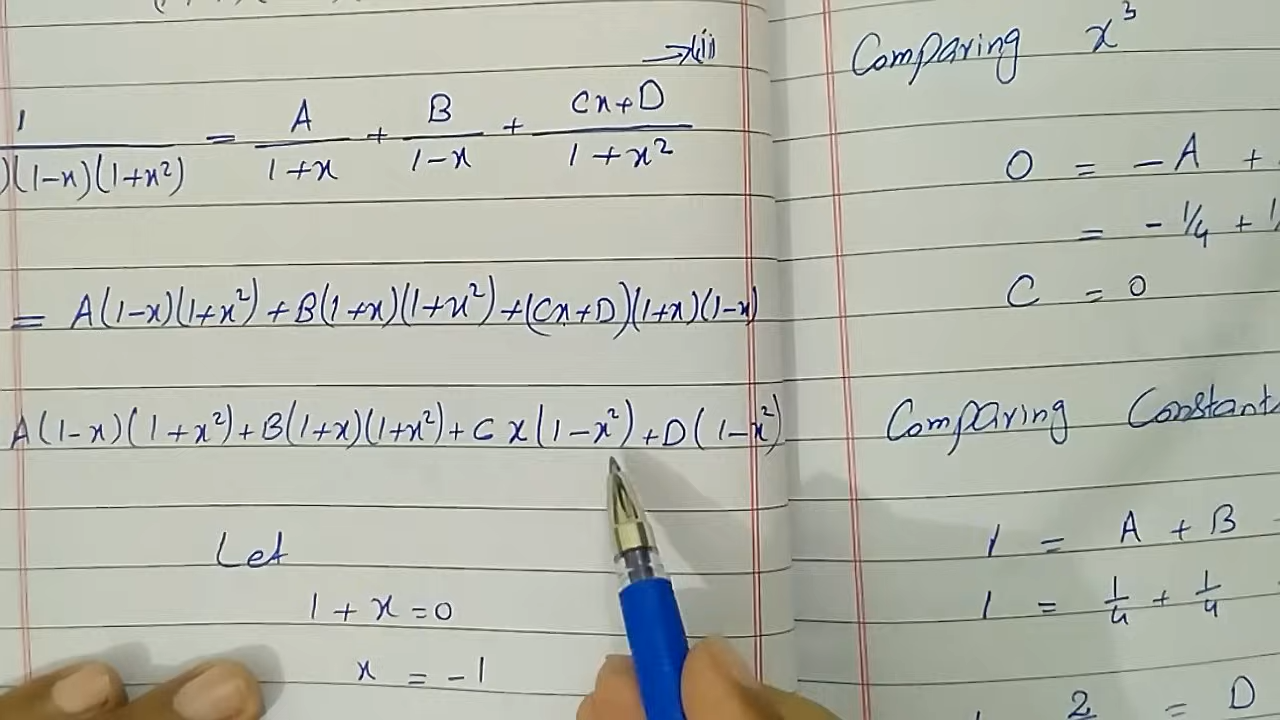 →(i)
1 / )(1-x)(1+x²) = A / 1+x + B / 1-x + Cx+D / 1+x²
= A(1-x)(1+x²)+B(1+x)(1+x²)+(Cx+D)(1+x)(1-x)
A(1-x)(1+x²)+B(1+x)(1+x²)+Cx(1-x²)+D(1-x²)
Let
1+x=0
x = -1
Comparing x³
0 = -A +
= -1/4 +
C = 0
Comparing Constant
1 = A + B
1 = 1/4 + 1/4
2 = D